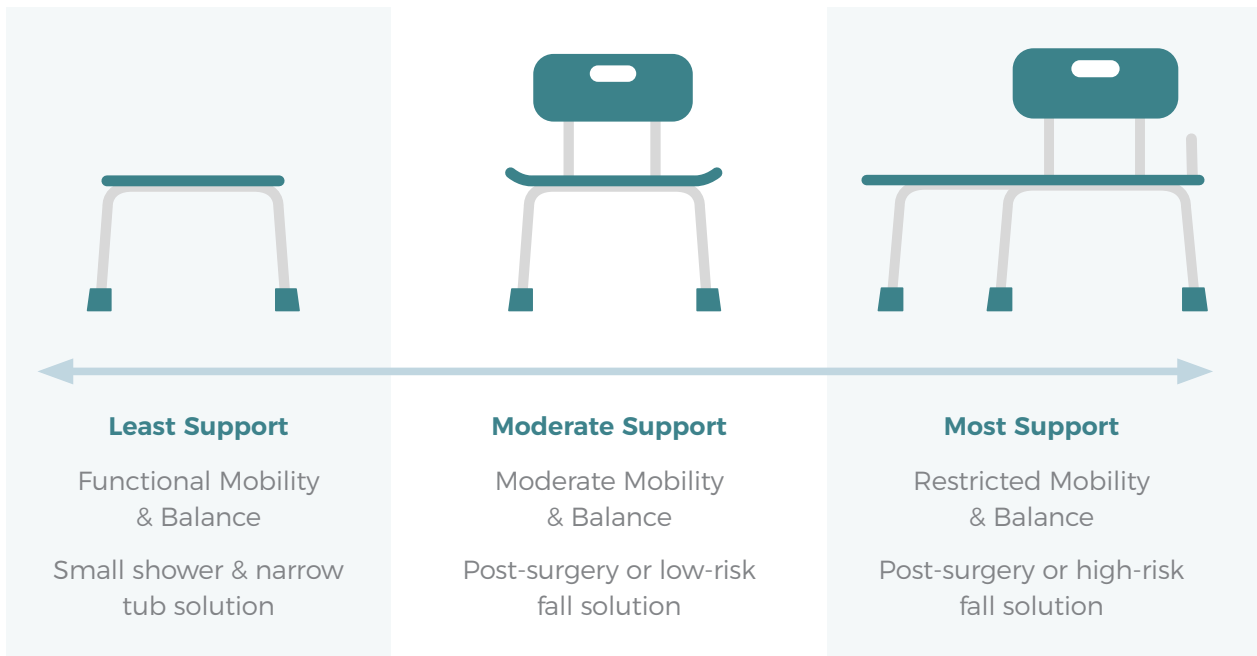 Least Support
Functional Mobility
& Balance
Small shower & narrow
tub solution
Moderate Support
Moderate Mobility
& Balance
Post-surgery or low-risk
fall solution
Most Support
Restricted Mobility
& Balance
Post-surgery or high-risk
fall solution